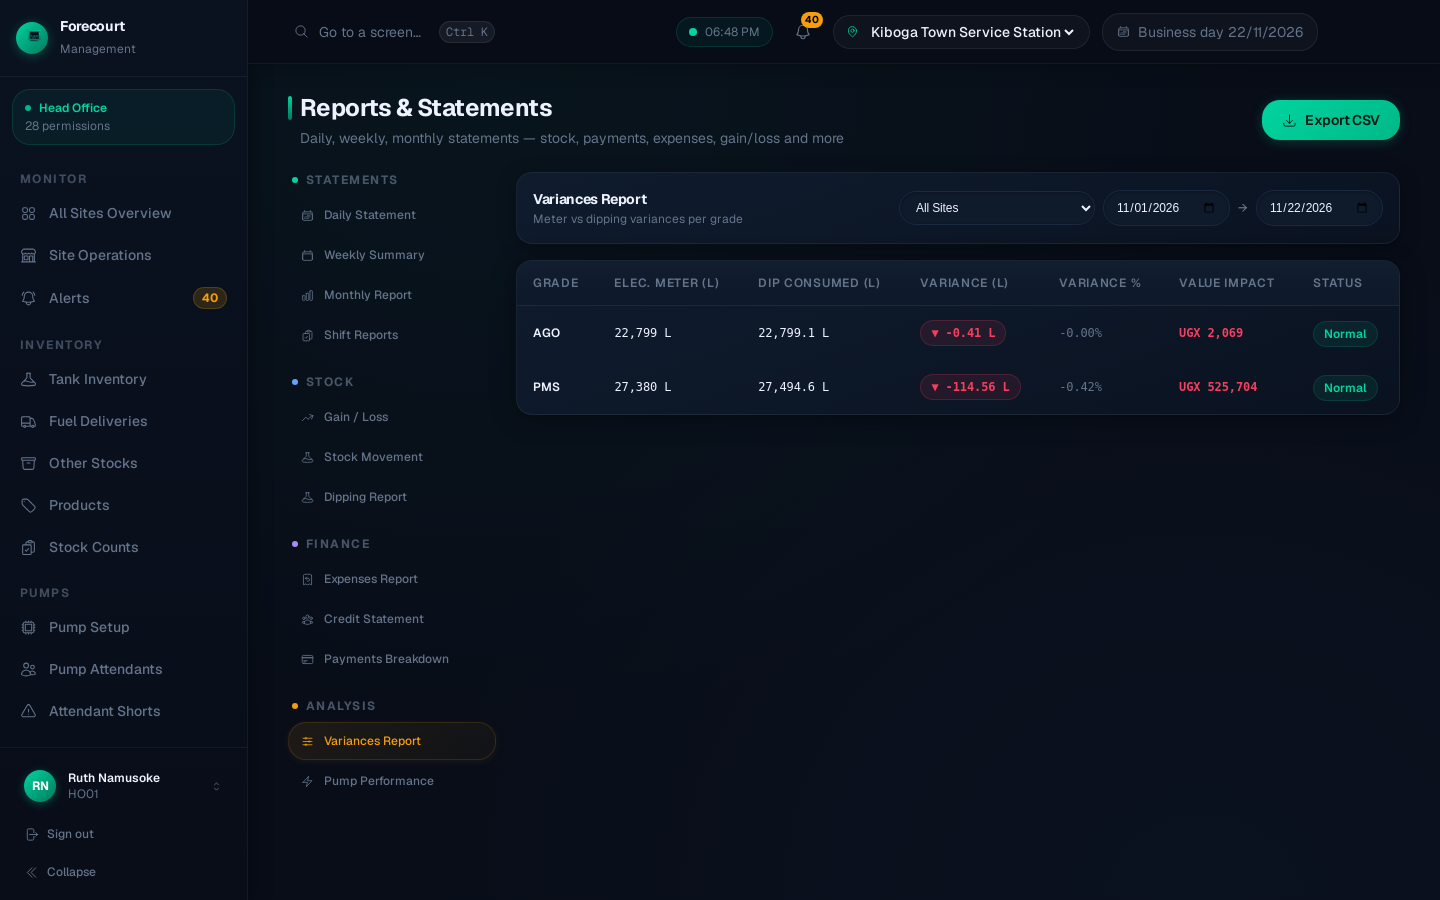 Forecourt
Management
Head Office
28 permissions
MONITOR
All Sites Overview
Site Operations
Alerts
40
INVENTORY
Tank Inventory
Fuel Deliveries
Other Stocks
Products
Stock Counts
PUMPS
Pump Setup
Pump Attendants
Attendant Shorts
RN
Ruth Namusoke
HO01
Sign out
Collapse
Go to a screen...
Ctrl K
06:48 PM
40
Kiboga Town Service Station
Business day 22/11/2026
Reports & Statements
Daily, weekly, monthly statements — stock, payments, expenses, gain/loss and more
Export CSV
STATEMENTS
Daily Statement
Weekly Summary
Monthly Report
Shift Reports
STOCK
Gain / Loss
Stock Movement
Dipping Report
FINANCE
Expenses Report
Credit Statement
Payments Breakdown
ANALYSIS
Variances Report
Pump Performance
Variances Report
Meter vs dipping variances per grade
All Sites
11/01/2026 → 11/22/2026
GRADE ELEC. METER (L) DIP CONSUMED (L) VARIANCE (L) VARIANCE % VALUE IMPACT STATUS
AGO 22,799 L 22,799.1 L ▼ -0.41 L -0.00% UGX 2,069 Normal
PMS 27,380 L 27,494.6 L ▼ -114.56 L -0.42% UGX 525,704 Normal